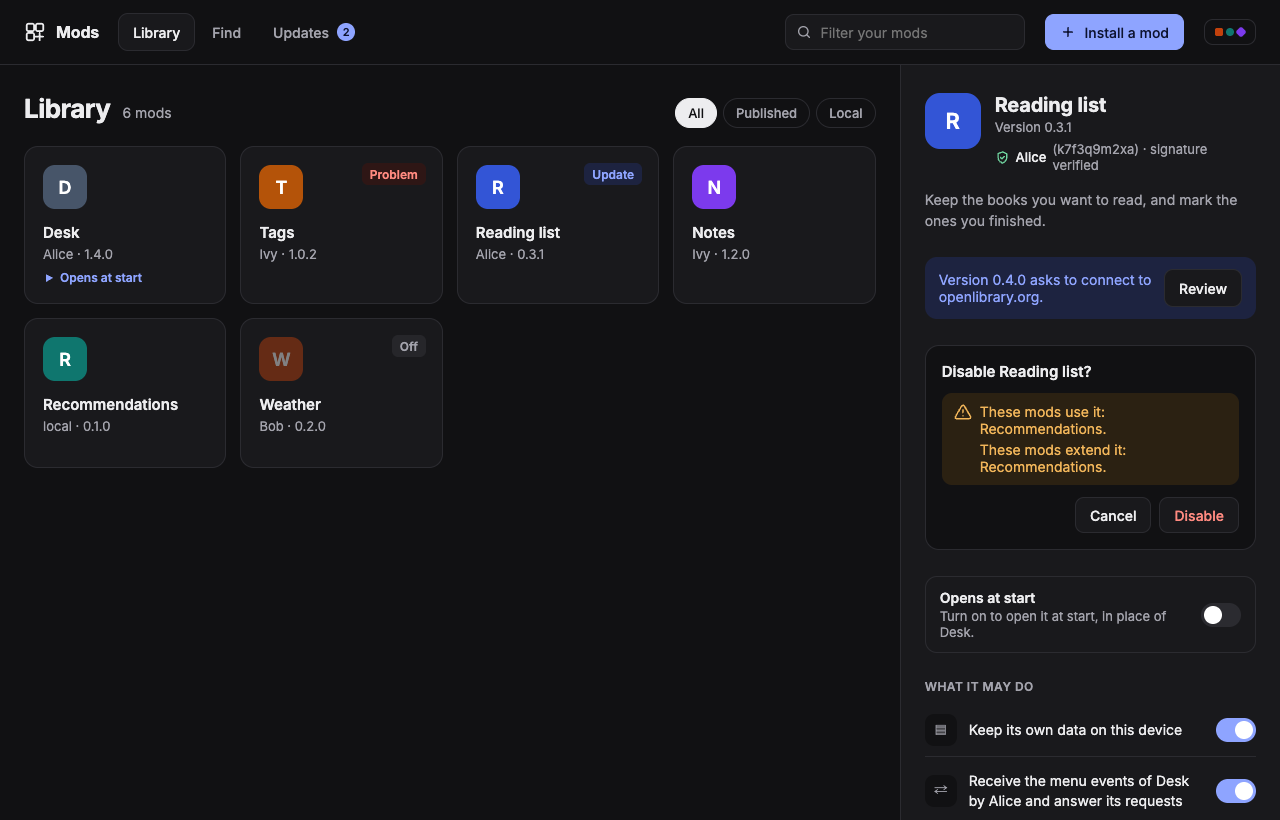 Mods
Library
Find
Updates 2
Filter your mods
+ Install a mod
Library 6 mods
All
Published
Local
D
Desk
Alice · 1.4.0
Opens at start
T
Problem
Tags
Ivy · 1.0.2
R
Update
Reading list
Alice · 0.3.1
N
Notes
Ivy · 1.2.0
R
Recommendations
local · 0.1.0
W
Off
Weather
Bob · 0.2.0
R
Reading list
Version 0.3.1
Alice (k7f3q9m2xa) · signature
verified
Keep the books you want to read, and mark the
ones you finished.
Version 0.4.0 asks to connect to
openlibrary.org.
Review
Disable Reading list?
These mods use it:
Recommendations.
These mods extend it:
Recommendations.
Cancel
Disable
Opens at start
Turn on to open it at start, in place of
Desk.
WHAT IT MAY DO
Keep its own data on this device
Receive the menu events of Desk
by Alice and answer its requests